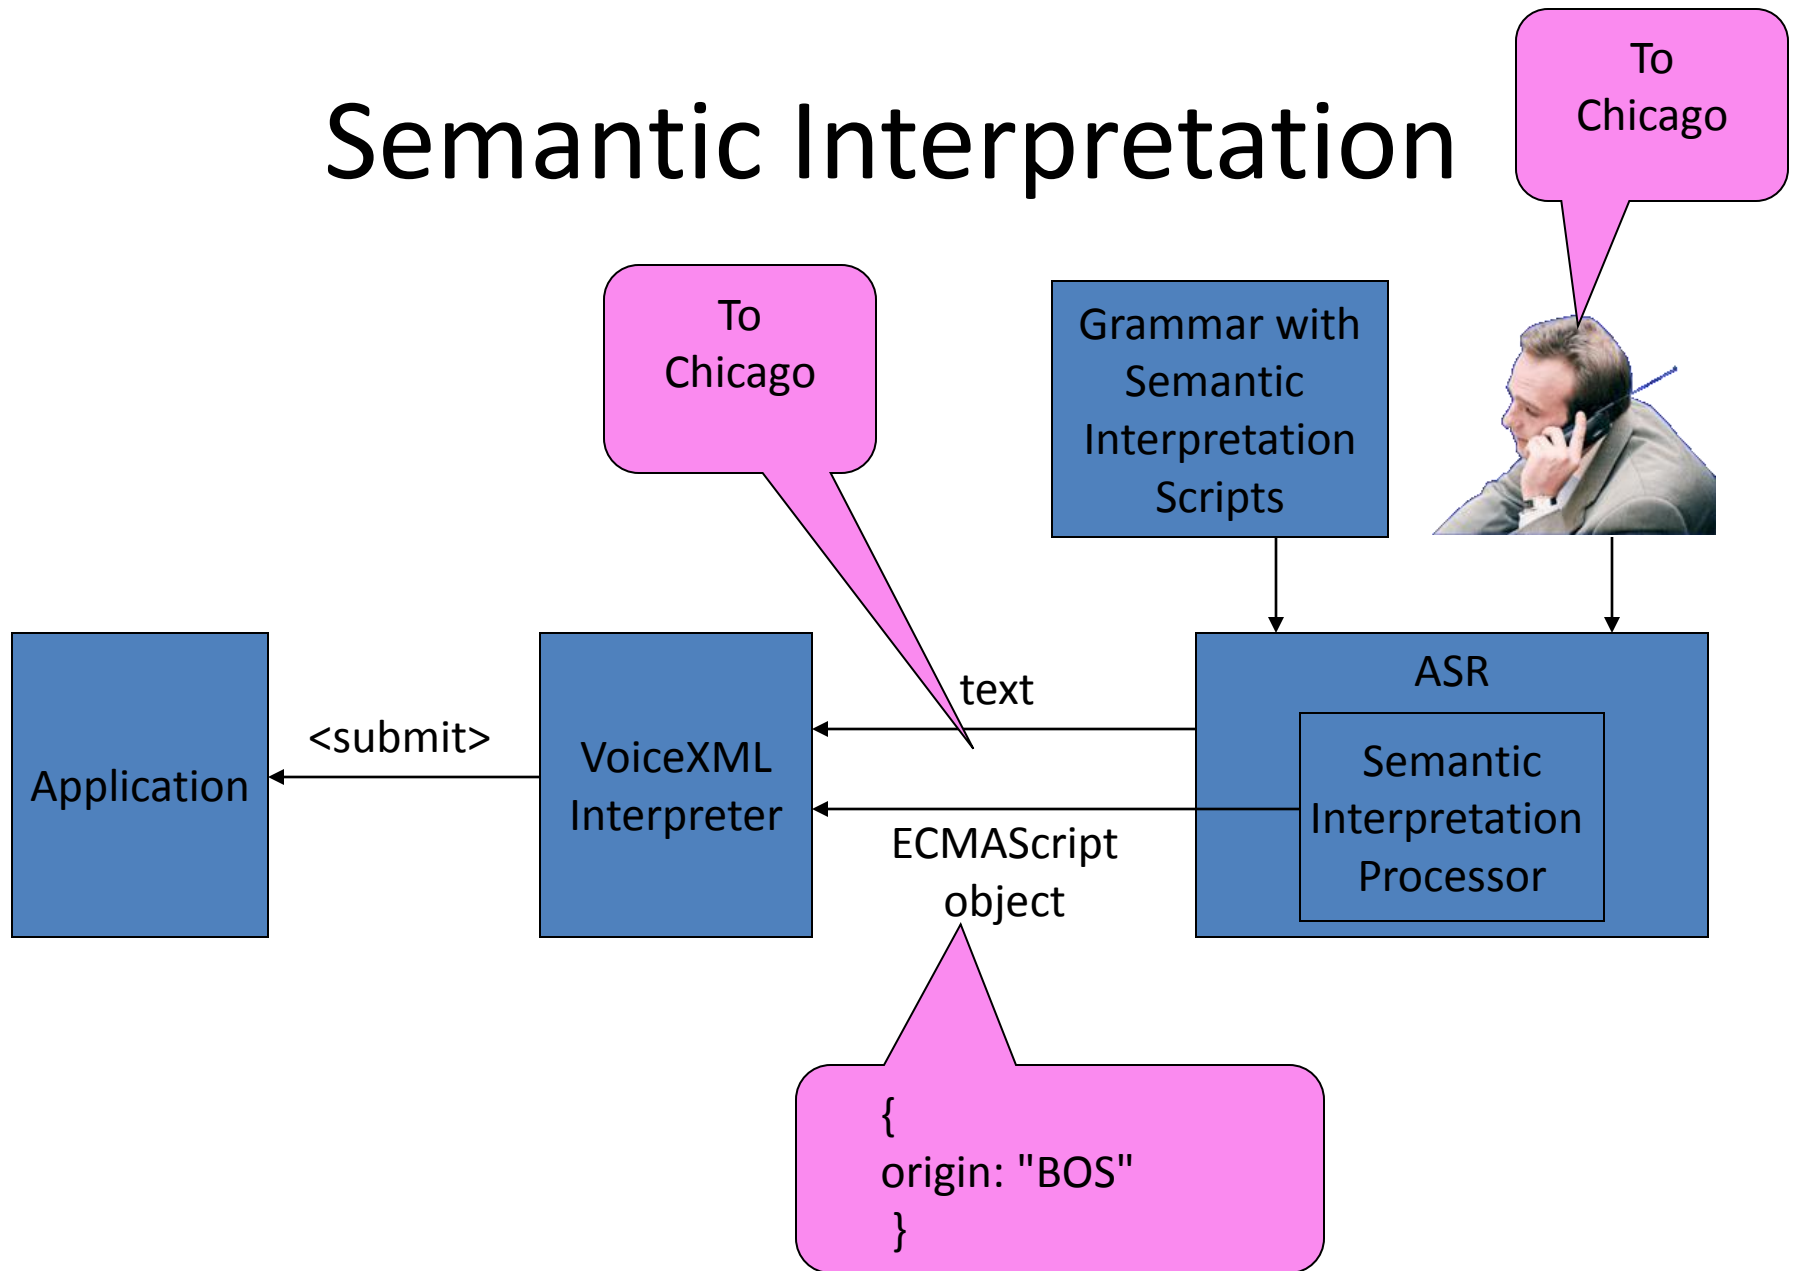 Semantic Interpretation
To
Chicago
To
Chicago
Grammar with
Semantic
Interpretation
Scripts
Application
<submit>
VoiceXML
Interpreter
text
ECMAScript
object
ASR
Semantic
Interpretation
Processor
{
origin: "BOS"
}